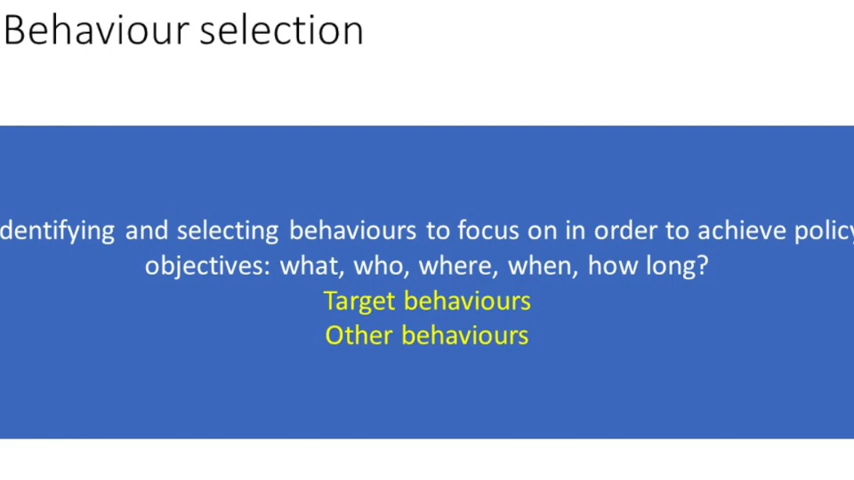 Behaviour selection
dentifying and selecting behaviours to focus on in order to achieve policy
objectives: what, who, where, when, how long?
Target behaviours
Other behaviours